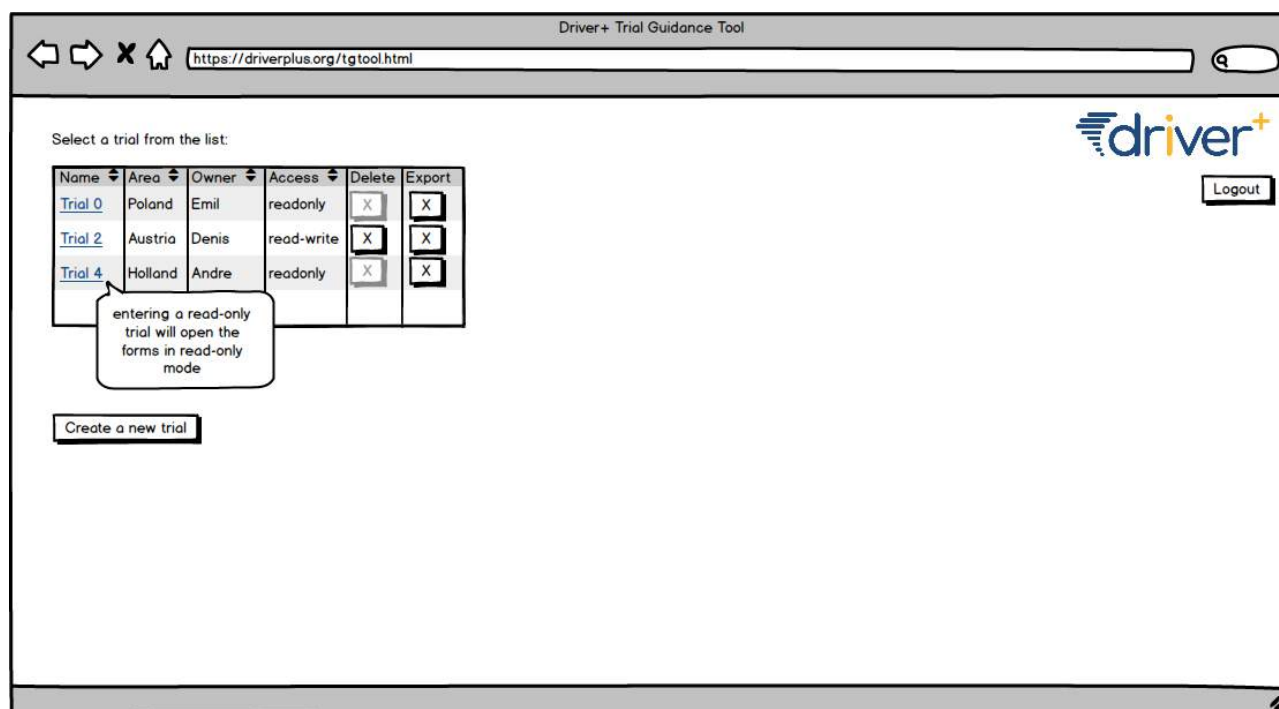 Driver+ Trial Guidance Tool
https://driverplus.org/tgtool.html
driver+
Select a trial from the list:
Logout
Name Area Owner Access Delete Export
Trial 0 Poland Emil readonly X X
Trial 2 Austria Denis read-write X X
Trial 4 Holland Andre readonly X X
entering a read-only
trial will open the
forms in read-only
mode
Create a new trial